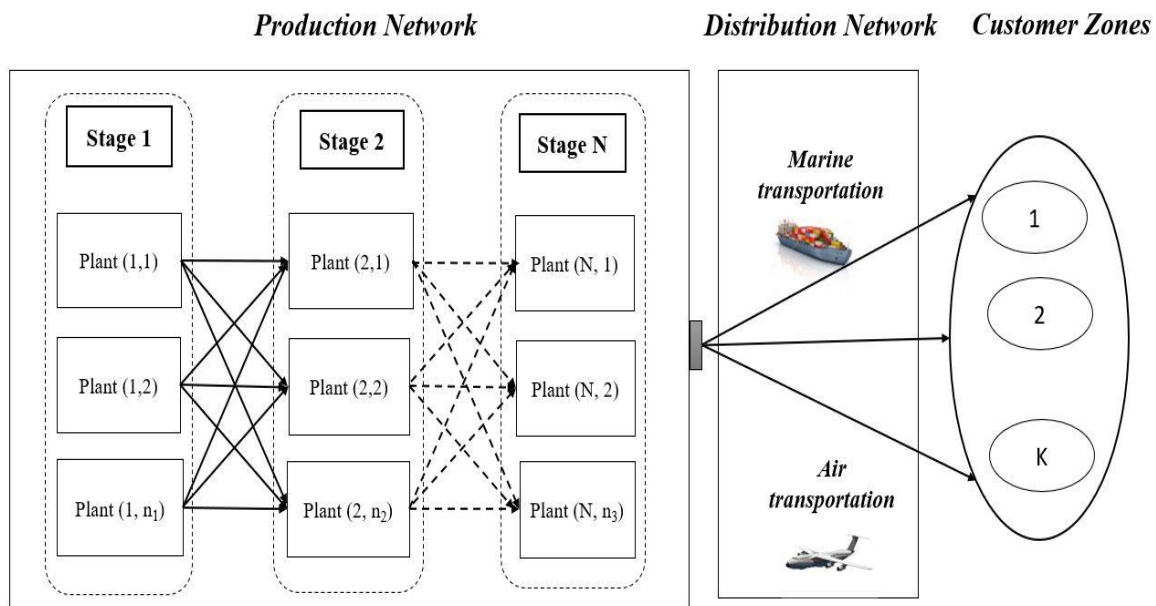 Production Network
Distribution Network
Customer Zones
Stage 1
Stage 2
Stage N
Plant (1,1)
Plant (2,1)
Plant (N, 1)
Plant (1,2)
Plant (2,2)
Plant (N, 2)
Plant (1, n₁)
Plant (2, n₂)
Plant (N, n₃)
Marine
transportation
Air
transportation
1
2
K